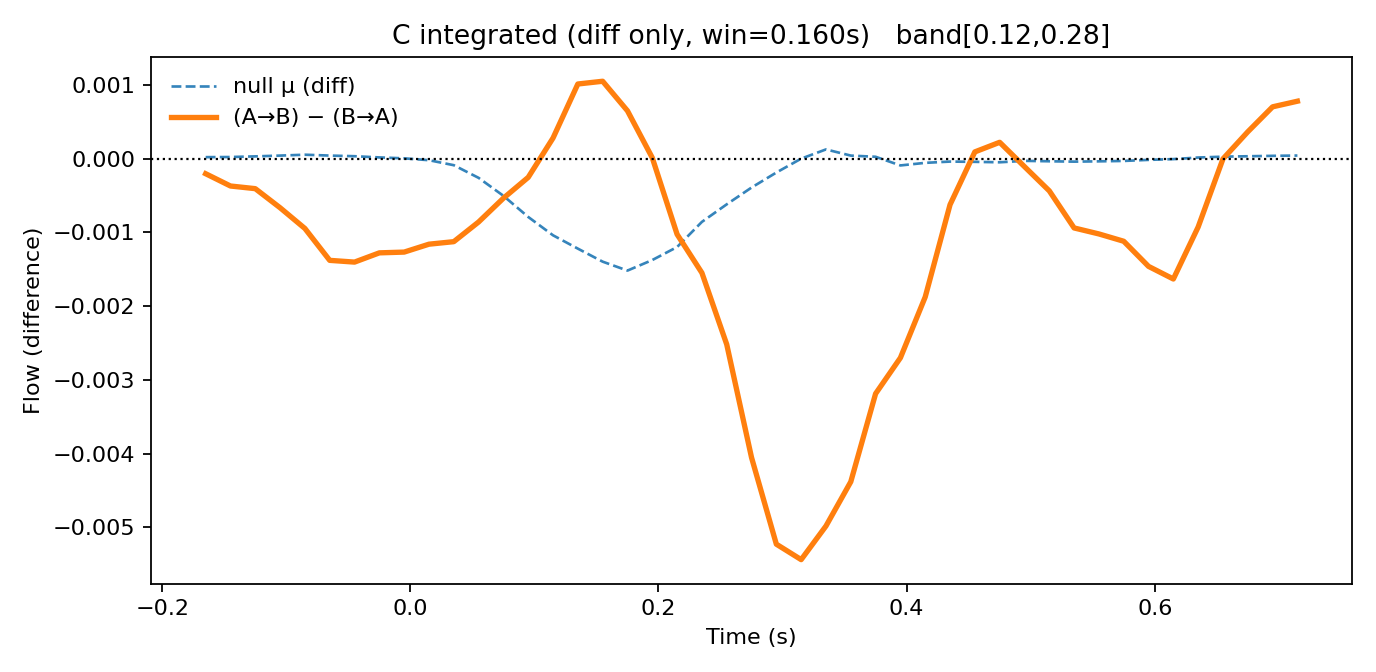 C integrated (diff only, win=0.160s)   band[0.12,0.28]
null μ (diff)
(A→B) − (B→A)
0.001
0.000
−0.001
−0.002
−0.003
−0.004
−0.005
Flow (difference)
−0.2
0.0
0.2
0.4
0.6
Time (s)